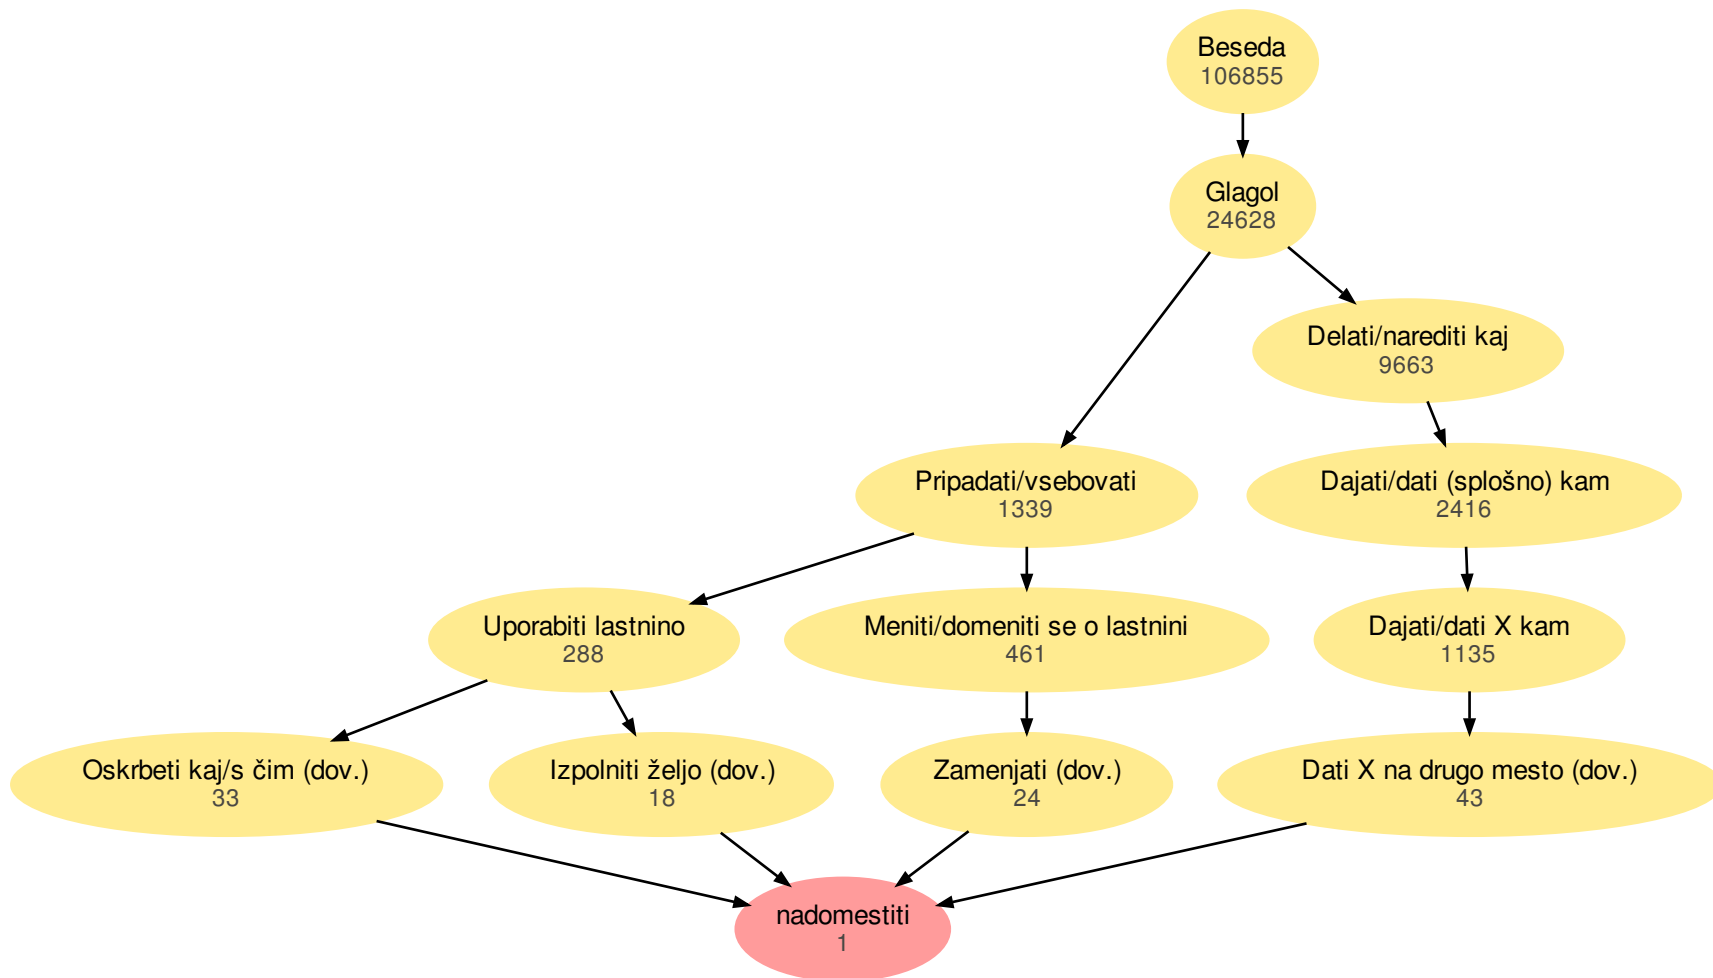 Beseda
106855
Glagol
24628
Delati/narediti kaj
9663
Pripadati/vsebovati
1339
Dajati/dati (splošno) kam
2416
Uporabiti lastnino
288
Meniti/domeniti se o lastnini
461
Dajati/dati X kam
1135
Oskrbeti kaj/s čim (dov.)
33
Izpolniti željo (dov.)
18
Zamenjati (dov.)
24
Dati X na drugo mesto (dov.)
43
nadomestiti
1